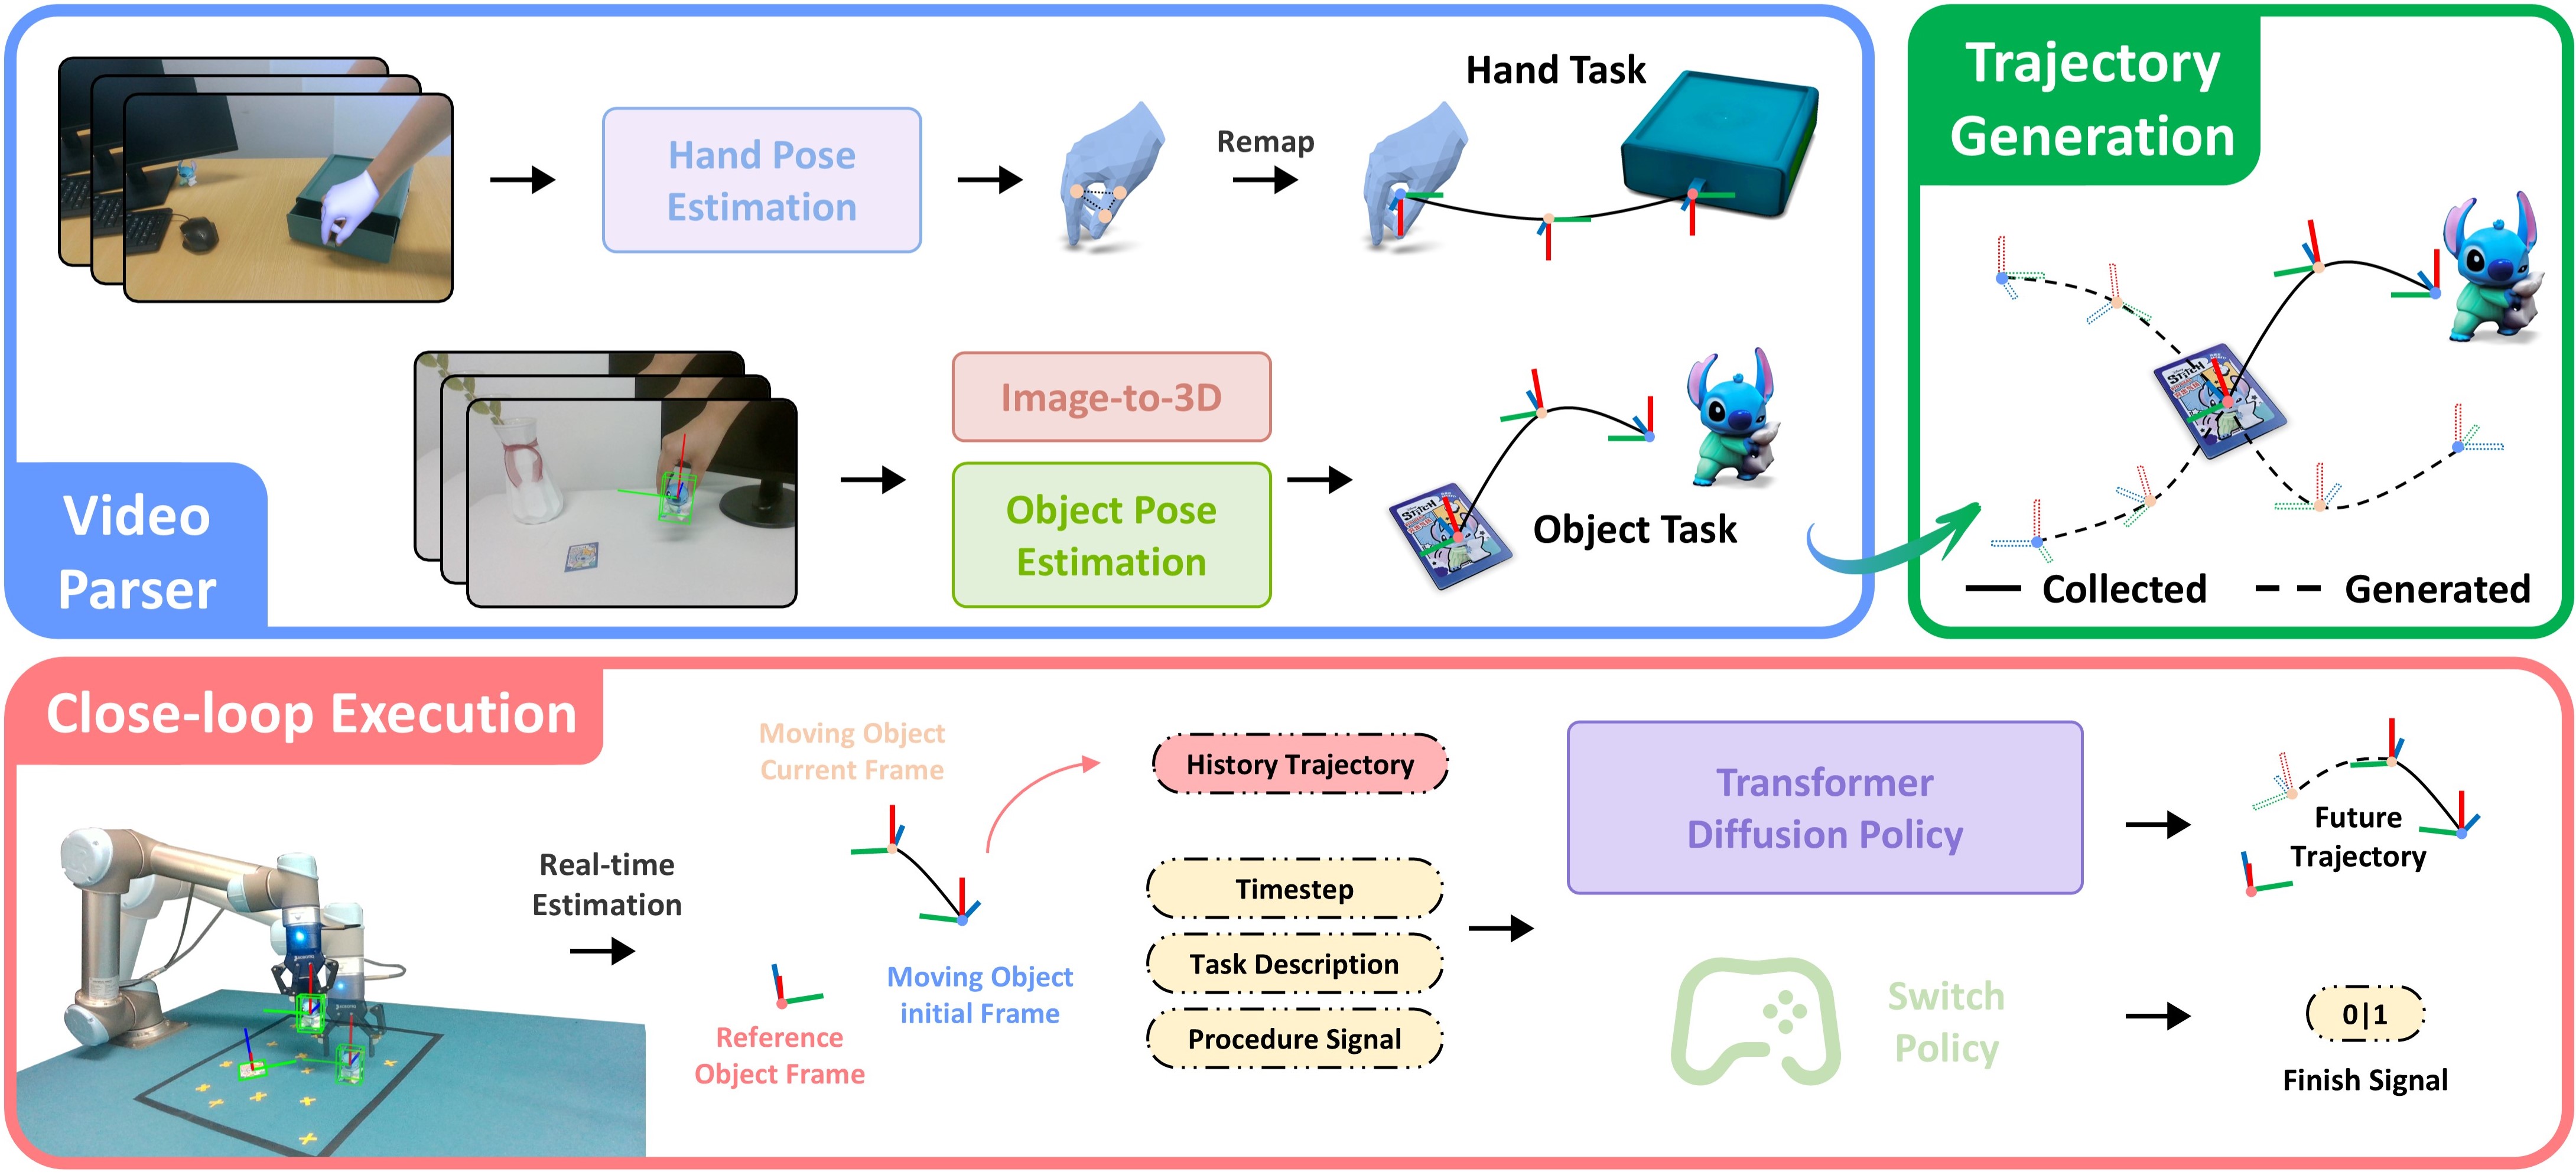 Hand Pose
Estimation
Remap
Hand Task
Image-to-3D
Object Pose
Estimation
STITCH
Object Task
Video
Parser
Trajectory
Generation
STITCH
Collected
Generated
Close-loop Execution
Real-time
Estimation
Moving Object
Current Frame
Moving Object
initial Frame
Reference
Object Frame
History Trajectory
Timestep
Task Description
Procedure Signal
Transformer
Diffusion Policy
Switch
Policy
Future
Trajectory
0|1
Finish Signal